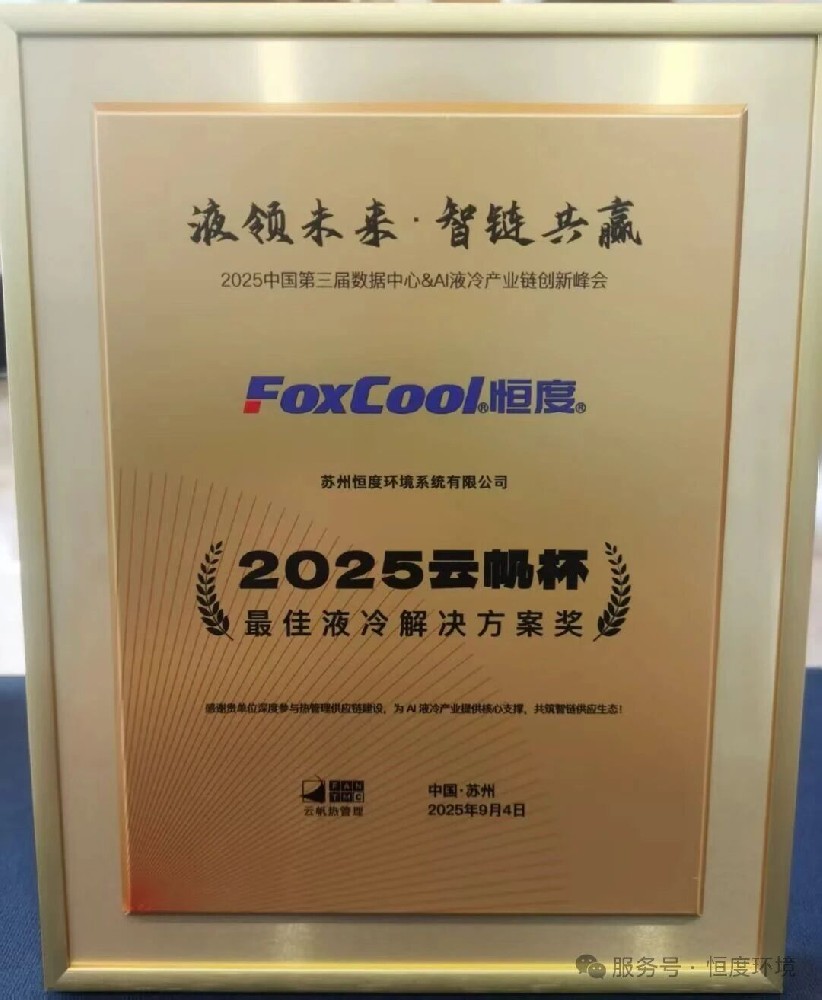 液领未来·智链共赢
2025中国第三届数据中心&AI液冷产业链创新峰会
FoxCool®恒度®
苏州恒度环境系统有限公司
2025云帆杯
最佳液冷解决方案奖
感谢贵单位深度参与热管理供应链建设，为AI液冷产业提供核心支撑，共筑智链供应生态！
FAN
TMC
云帆热管理
中国·苏州
2025年9月4日
服务号·恒度环境